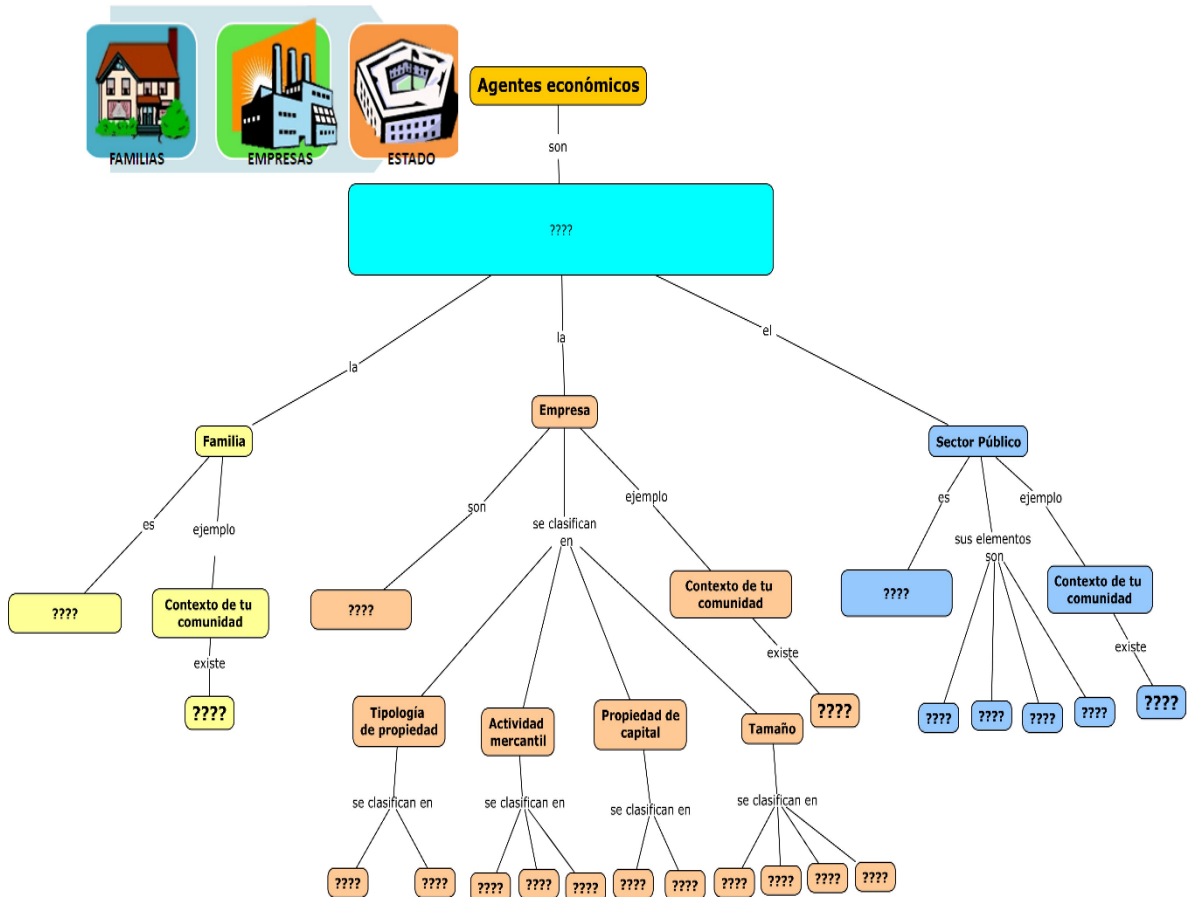 FAMILIAS
EMPRESAS
ESTADO
Agentes económicos
son
????
la
la
el
Familia
Empresa
Sector Público
es
ejemplo
son
se clasifican
en
ejemplo
es
sus elementos
son
ejemplo
????
Contexto de tu
comunidad
????
Contexto de tu
comunidad
????
Contexto de tu
comunidad
existe
existe
existe
????
????
????
????
????
????
????
Tipología
de propiedad
Actividad
mercantil
Propiedad de
capital
Tamaño
se clasifican en
se clasifican en
se clasifican en
se clasifican en
????
????
????
????
????
????
????
????
????
????
????